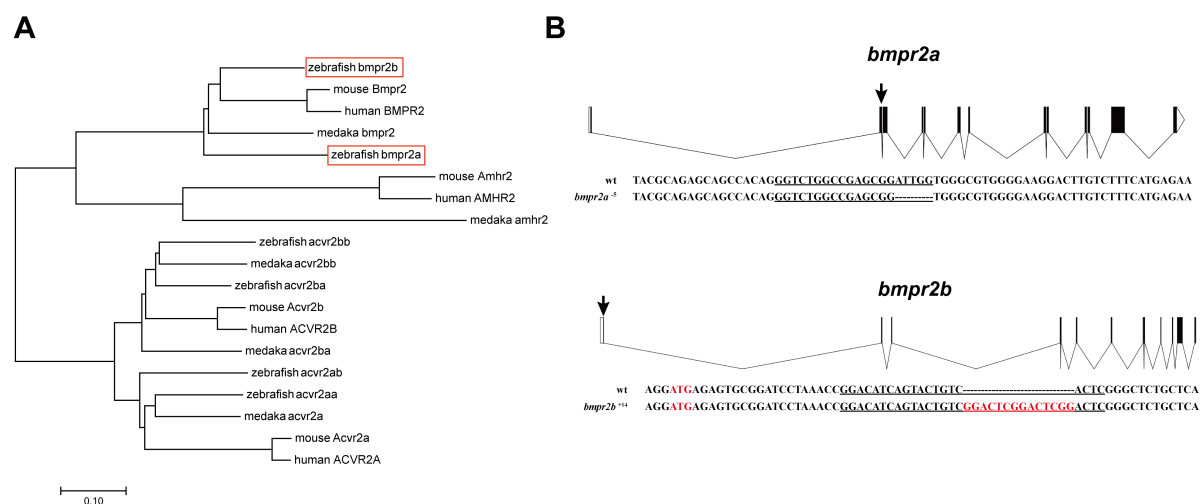 A
zebrafish bmpr2b
mouse Bmpr2
human BMPR2
medaka bmpr2
zebrafish bmpr2a
mouse Amhr2
human AMHR2
medaka amhr2
zebrafish acvr2bb
medaka acvr2bb
zebrafish acvr2ba
mouse Acvr2b
human ACVR2B
medaka acvr2ba
zebrafish acvr2ab
zebrafish acvr2aa
medaka acvr2a
mouse Acvr2a
human ACVR2A
0.10
B
bmpr2a
wt TACGCAGAGCAGCCACAGGGTCTGGCCGAGCGGATTGGTGGGCGTGGGGAAGGACTTGTCTTTCATGAGAA
bmpr2a -5 TACGCAGAGCAGCCACAGGGTCTGGCCGAGCGG----------TGGGCGTGGGGAAGGACTTGTCTTTCATGAGAA
bmpr2b
wt AGGATGAGAGTGCGGATCCTAAACCGGACATCAGTACTGTC-----------------------------ACTCGGGCTCTGCTCA
bmpr2b +14 AGGATGAGAGTGCGGATCCTAAACCGGACATCAGTACTGTCGGACTCGGACTCGGACTCGGGCTCTGCTCA